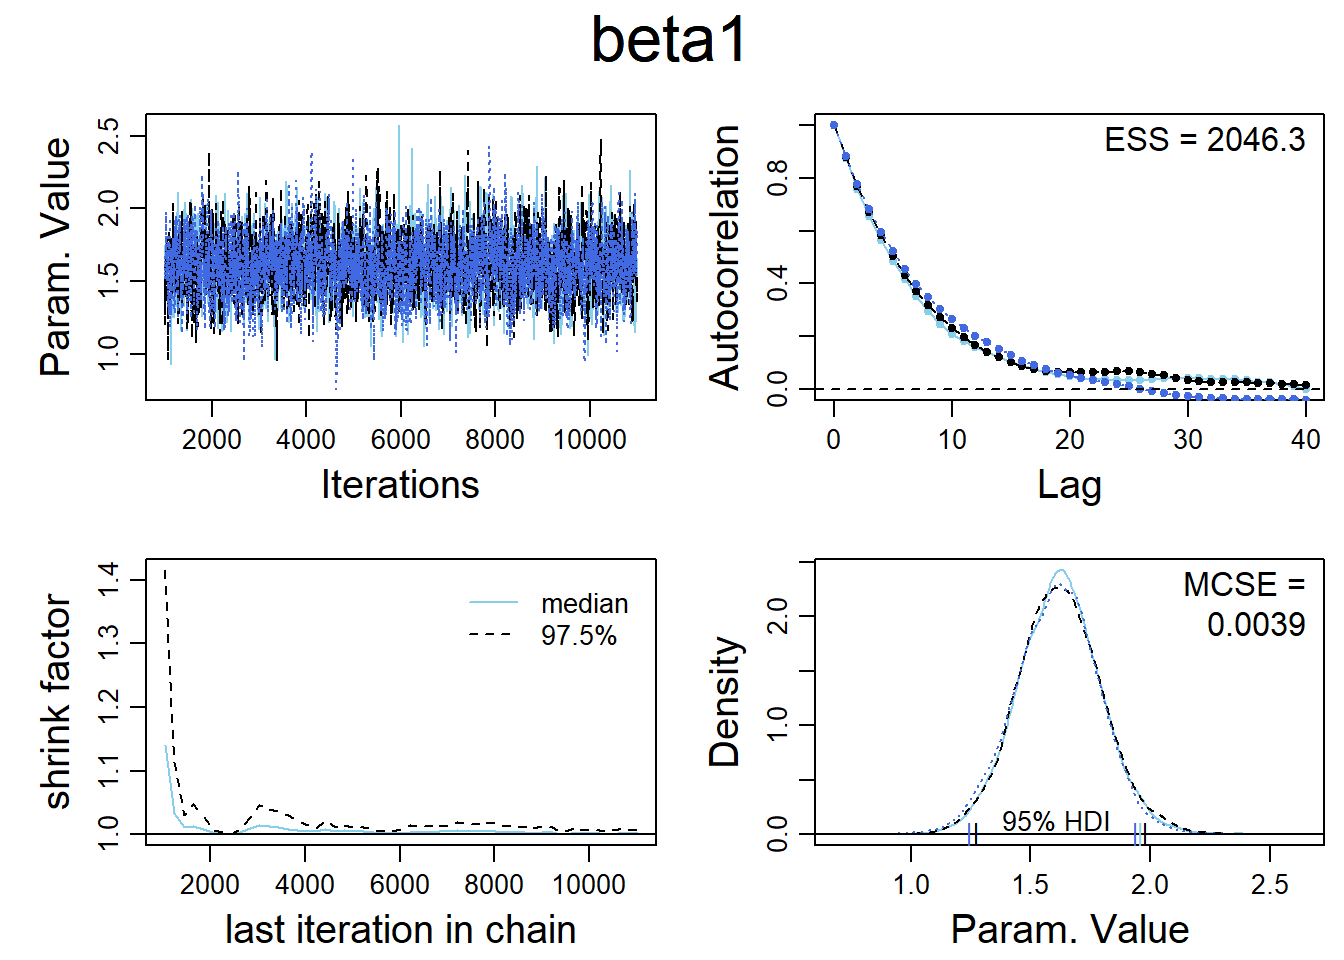 beta1
Param. Value
1.0 1.5 2.0 2.5
2000 4000 6000 8000 10000
Iterations
Autocorrelation
0.0 0.4 0.8
ESS = 2046.3
0 10 20 30 40
Lag
shrink factor
1.0 1.1 1.2 1.3 1.4
median
97.5%
2000 4000 6000 8000 10000
last iteration in chain
Density
0.0 1.0 2.0
MCSE =
0.0039
95% HDI
1.0 1.5 2.0 2.5
Param. Value